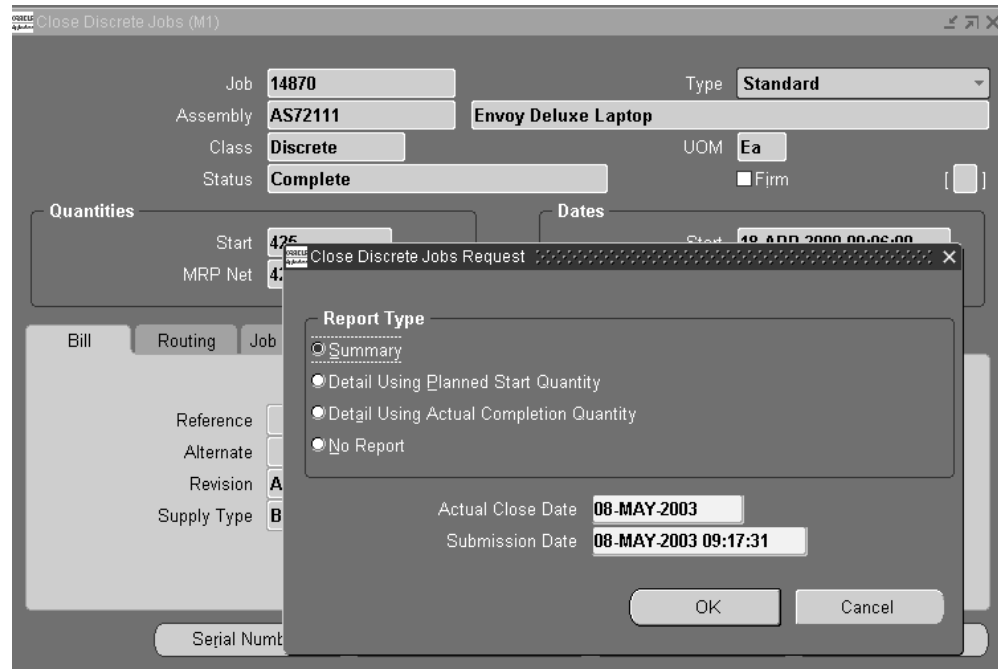 Close Discrete Jobs (M1)
Job 14870 Type Standard
Assembly AS72111 Envoy Deluxe Laptop
Class Discrete UOM Ea
Status Complete Firm [ ]
Quantities Dates
Start 425
MRP Net
Close Discrete Jobs Request
Report Type
Summary
Detail Using Planned Start Quantity
Detail Using Actual Completion Quantity
No Report
Bill Routing Job
Reference
Alternate
Revision A
Supply Type B
Actual Close Date 08-MAY-2003
Submission Date 08-MAY-2003 09:17:31
OK Cancel
Serial Numb